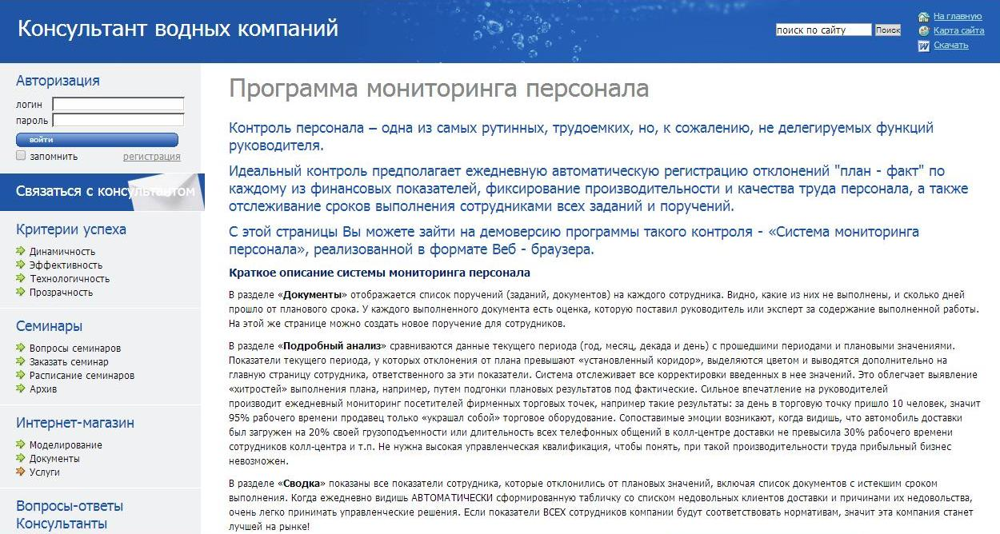 Консультант водных компаний
поиск по сайту
Поиск
На главную
Карта сайта
Скачать
Авторизация
логин
пароль
войти
запомнить
регистрация
Связаться с консультантом
Критерии успеха
Динамичность
Эффективность
Технологичность
Прозрачность
Семинары
Вопросы семинаров
Заказать семинар
Расписание семинаров
Архив
Интернет-магазин
Моделирование
Документы
Услуги
Вопросы-ответы
Консультанты
Программа мониторинга персонала
Контроль персонала – одна из самых рутинных, трудоемких, но, к сожалению, не делегируемых функций
руководителя.
Идеальный контроль предполагает ежедневную автоматическую регистрацию отклонений "план - факт" по
каждому из финансовых показателей, фиксирование производительности и качества труда персонала, а также
отслеживание сроков выполнения сотрудниками всех заданий и поручений.
С этой страницы Вы можете зайти на демоверсию программы такого контроля - «Система мониторинга
персонала», реализованной в формате Веб - браузера.
Краткое описание системы мониторинга персонала
В разделе «Документы» отображается список поручений (заданий, документов) на каждого сотрудника. Видно, какие из них не выполнены, и сколько дней
прошло от планового срока. У каждого выполненного документа есть оценка, которую поставил руководитель или эксперт за содержание выполненной работы.
На этой же странице можно создать новое поручение для сотрудников.
В разделе «Подробный анализ» сравниваются данные текущего периода (год, месяц, декада и день) с прошедшими периодами и плановыми значениями.
Показатели текущего периода, у которых отклонения от плана превышают «установленный коридор», выделяются цветом и выводятся дополнительно на
главную страницу сотрудника, ответственного за эти показатели. Система отслеживает все корректировки введенных в нее значений. Это облегчает выявление
«хитростей» выполнения плана, например, путем подгонки плановых результатов под фактические. Сильное впечатление на руководителей
производит ежедневный мониторинг посетителей фирменных торговых точек, например такие результаты: за день в торговую точку пришло 10 человек, значит
95% рабочего времени продавец только «украшал собой» торговое оборудование. Сопоставимые эмоции возникают, когда видишь, что автомобиль доставки
был загружен на 20% своей грузоподъемности или длительность всех телефонных общений в колл-центре доставки не превысила 30% рабочего времени
сотрудников колл-центра и т.п. Не нужна высокая управленческая квалификация, чтобы понять, при такой производительности труда прибыльный бизнес
невозможен.
В разделе «Сводка» показаны все показатели сотрудника, которые отклонились от плановых значений, включая список документов с истекшим сроком
выполнения. Когда ежедневно видишь АВТОМАТИЧЕСКИ сформированную табличку со списком недовольных клиентов доставки и причинами их недовольства,
очень легко принимать управленческие решения. Если показатели ВСЕХ сотрудников компании будут соответствовать нормативам, значит эта компания станет
лучшей на рынке!